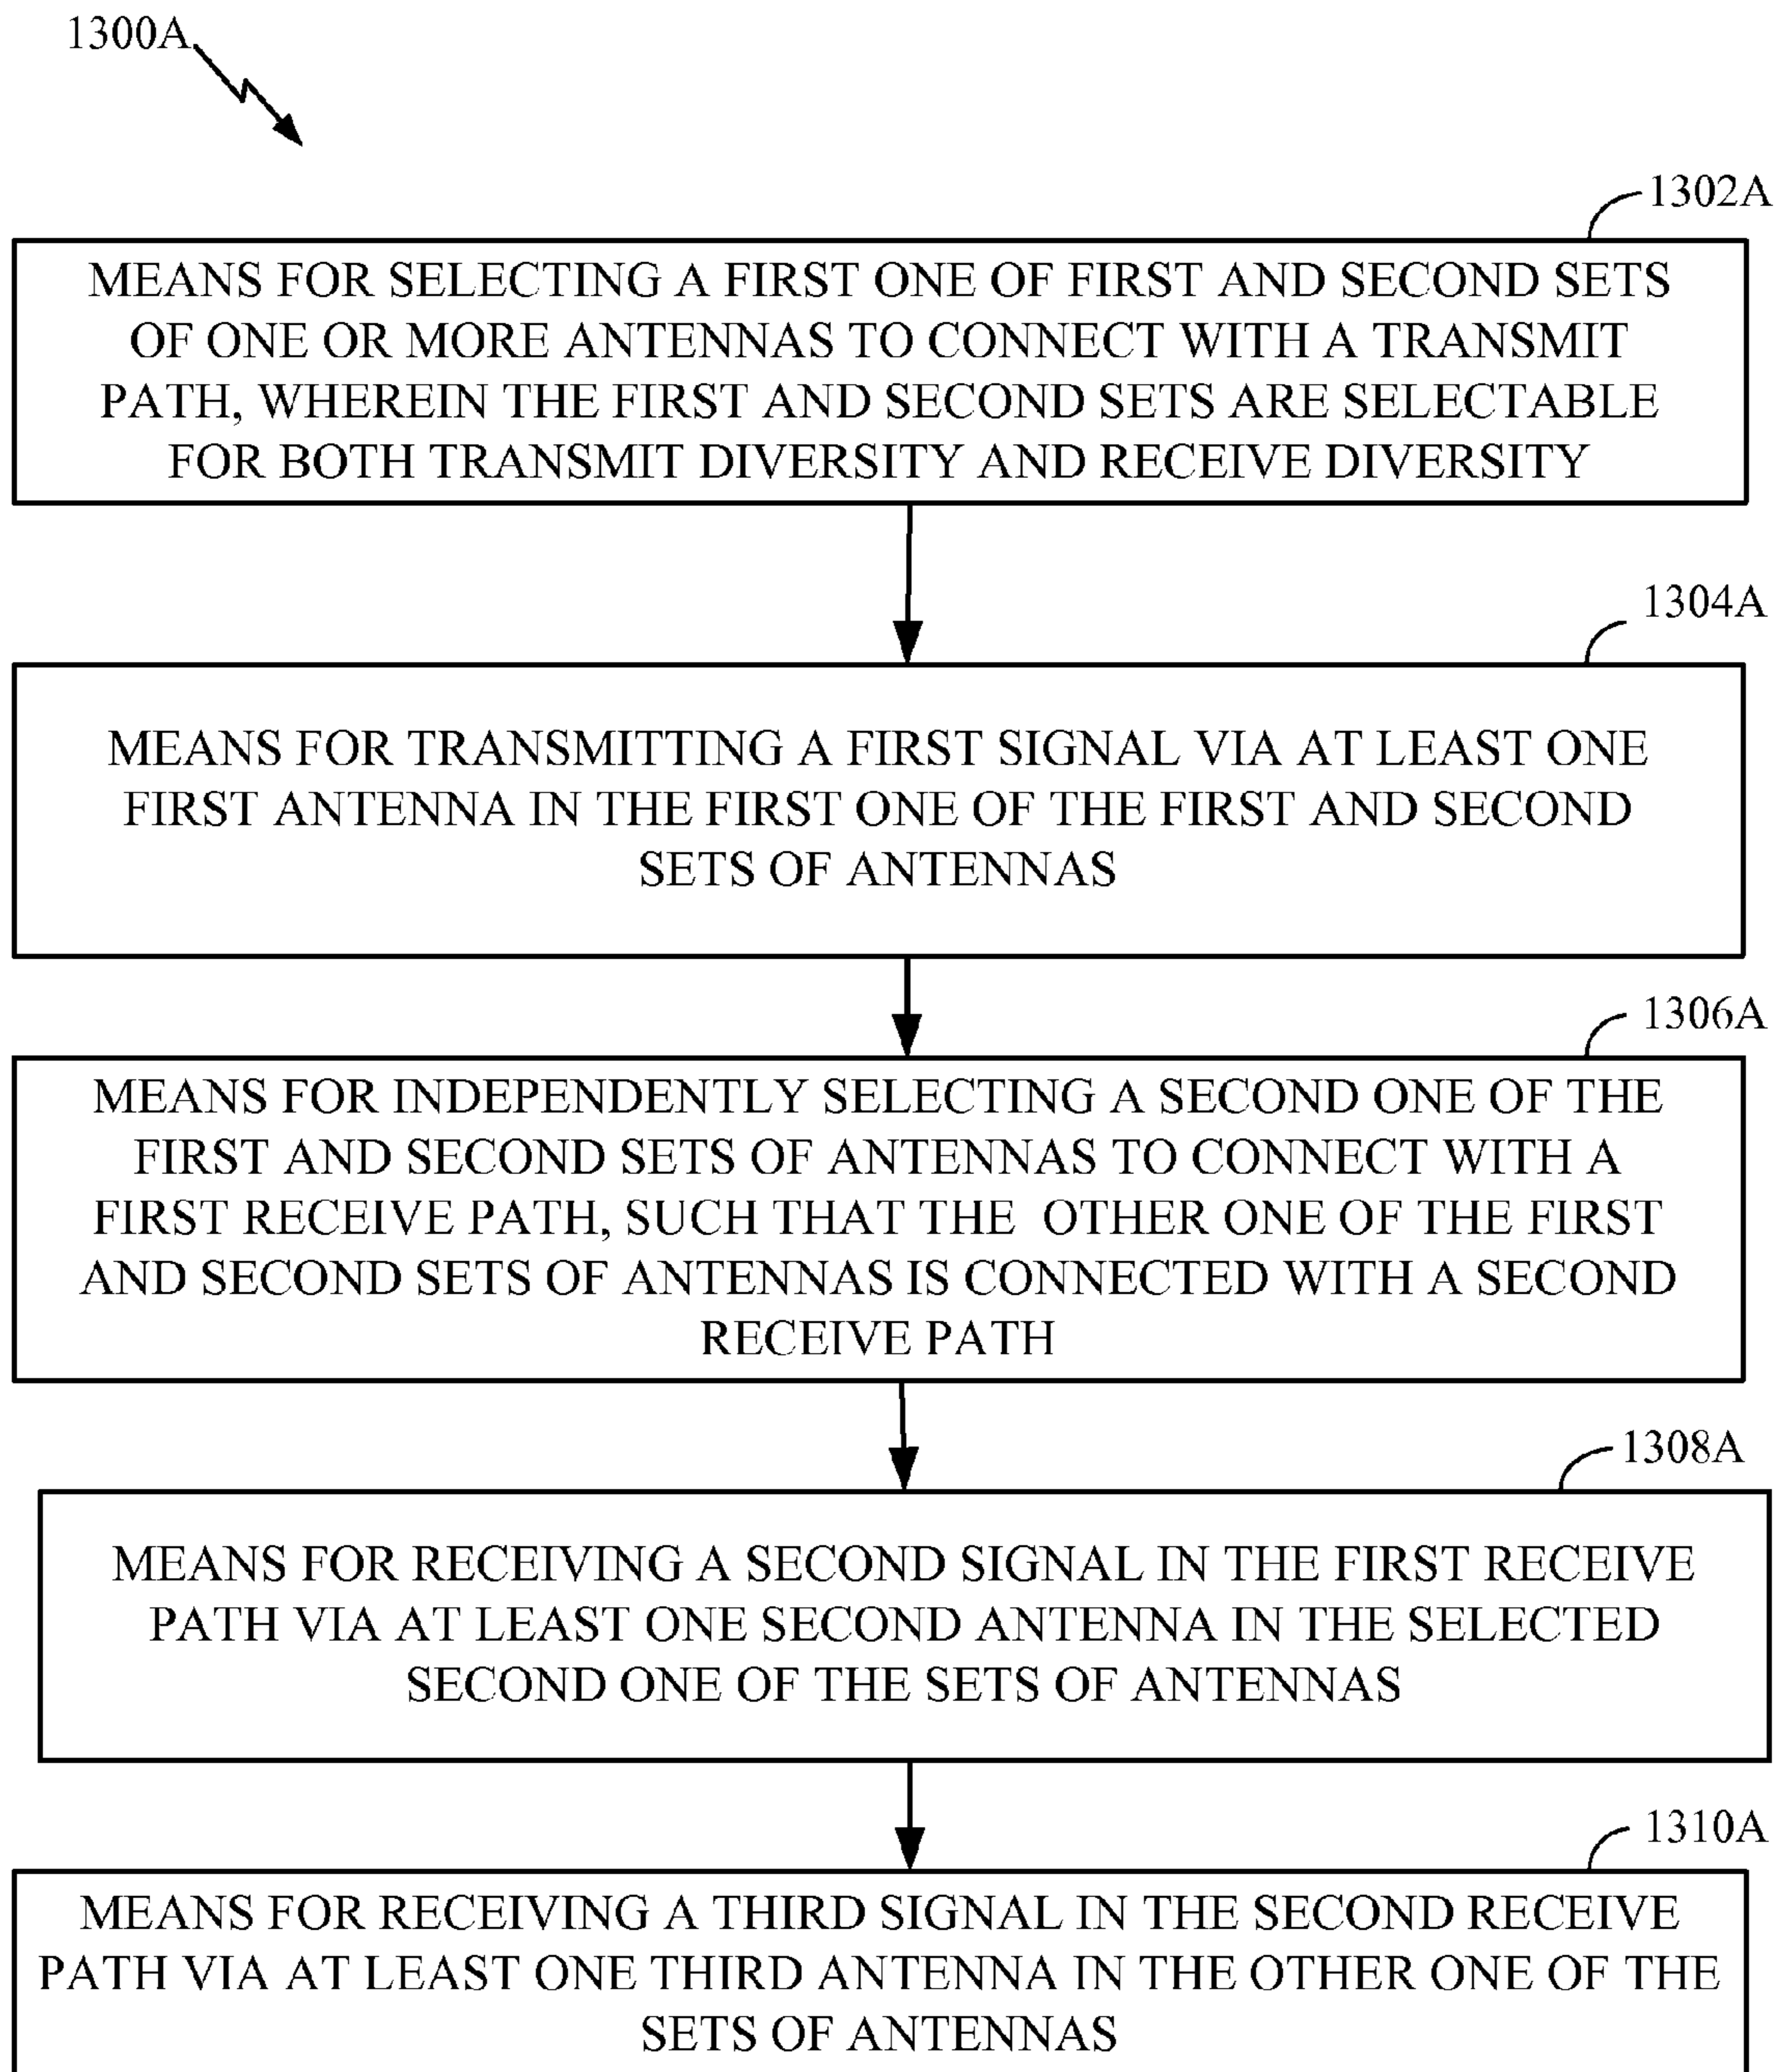 1300A
1302A
MEANS FOR SELECTING A FIRST ONE OF FIRST AND SECOND SETS
OF ONE OR MORE ANTENNAS TO CONNECT WITH A TRANSMIT
PATH, WHEREIN THE FIRST AND SECOND SETS ARE SELECTABLE
FOR BOTH TRANSMIT DIVERSITY AND RECEIVE DIVERSITY
1304A
MEANS FOR TRANSMITTING A FIRST SIGNAL VIA AT LEAST ONE
FIRST ANTENNA IN THE FIRST ONE OF THE FIRST AND SECOND
SETS OF ANTENNAS
1306A
MEANS FOR INDEPENDENTLY SELECTING A SECOND ONE OF THE
FIRST AND SECOND SETS OF ANTENNAS TO CONNECT WITH A
FIRST RECEIVE PATH, SUCH THAT THE OTHER ONE OF THE FIRST
AND SECOND SETS OF ANTENNAS IS CONNECTED WITH A SECOND
RECEIVE PATH
1308A
MEANS FOR RECEIVING A SECOND SIGNAL IN THE FIRST RECEIVE
PATH VIA AT LEAST ONE SECOND ANTENNA IN THE SELECTED
SECOND ONE OF THE SETS OF ANTENNAS
1310A
MEANS FOR RECEIVING A THIRD SIGNAL IN THE SECOND RECEIVE
PATH VIA AT LEAST ONE THIRD ANTENNA IN THE OTHER ONE OF THE
SETS OF ANTENNAS